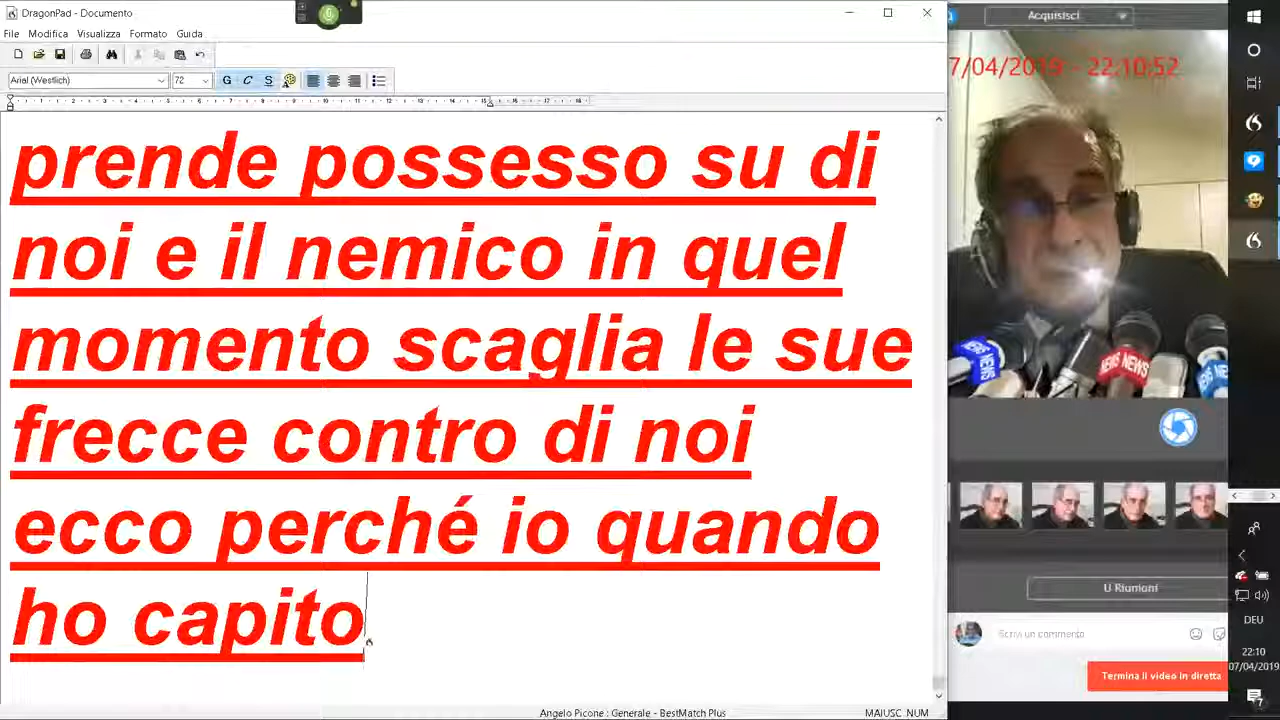 DragonPad - Documento
File Modifica Visualizza Formato Guida
Arial (Westlich) 72 G C S
prende possesso su di
noi e il nemico in quel
momento scaglia le sue
frecce contro di noi
ecco perché io quando
ho capito
Angelo Picone : Generale - BestMatch Plus
MAIUSC NUM
Acquisisci
7/04/2019 - 22:10:52
NEWS NEWS
NEWS NEWS
NEWS
Scrivi un commento
Termina il video in diretta
DEU
22:10
07/04/2019